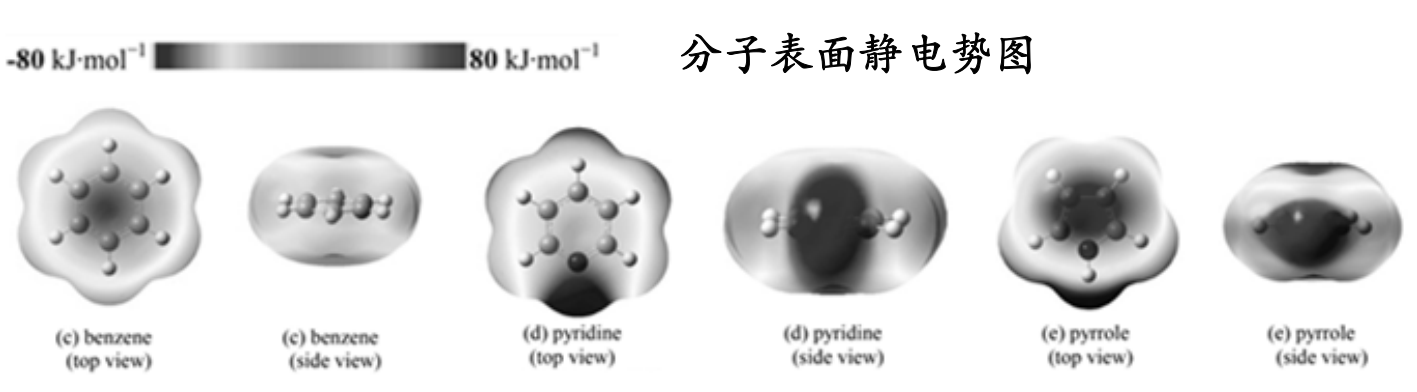 -80 kJ·mol⁻¹ 80 kJ·mol⁻¹ 分子表面静电势图
(c) benzene (top view)
(c) benzene (side view)
(d) pyridine (top view)
(d) pyridine (side view)
(e) pyrrole (top view)
(e) pyrrole (side view)